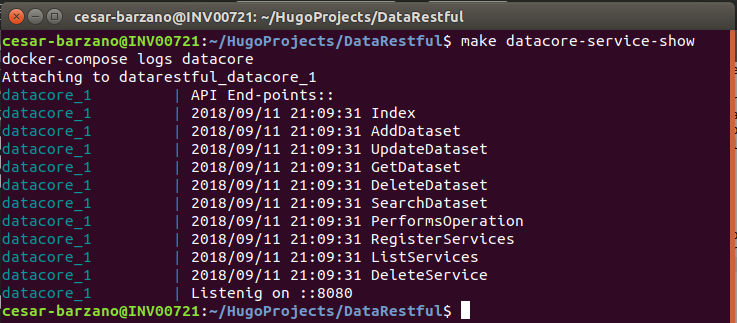 cesar-barzano@INV00721: ~/HugoProjects/DataRestful
cesar-barzano@INV00721:~/HugoProjects/DataRestful$ make datacore-service-show
docker-compose logs datacore
Attaching to datarestful_datacore_1
datacore_1         | API End-points::
datacore_1         | 2018/09/11 21:09:31 Index
datacore_1         | 2018/09/11 21:09:31 AddDataset
datacore_1         | 2018/09/11 21:09:31 UpdateDataset
datacore_1         | 2018/09/11 21:09:31 GetDataset
datacore_1         | 2018/09/11 21:09:31 DeleteDataset
datacore_1         | 2018/09/11 21:09:31 SearchDataset
datacore_1         | 2018/09/11 21:09:31 PerformsOperation
datacore_1         | 2018/09/11 21:09:31 RegisterServices
datacore_1         | 2018/09/11 21:09:31 ListServices
datacore_1         | 2018/09/11 21:09:31 DeleteService
datacore_1         | Listenig on ::8080
cesar-barzano@INV00721:~/HugoProjects/DataRestful$